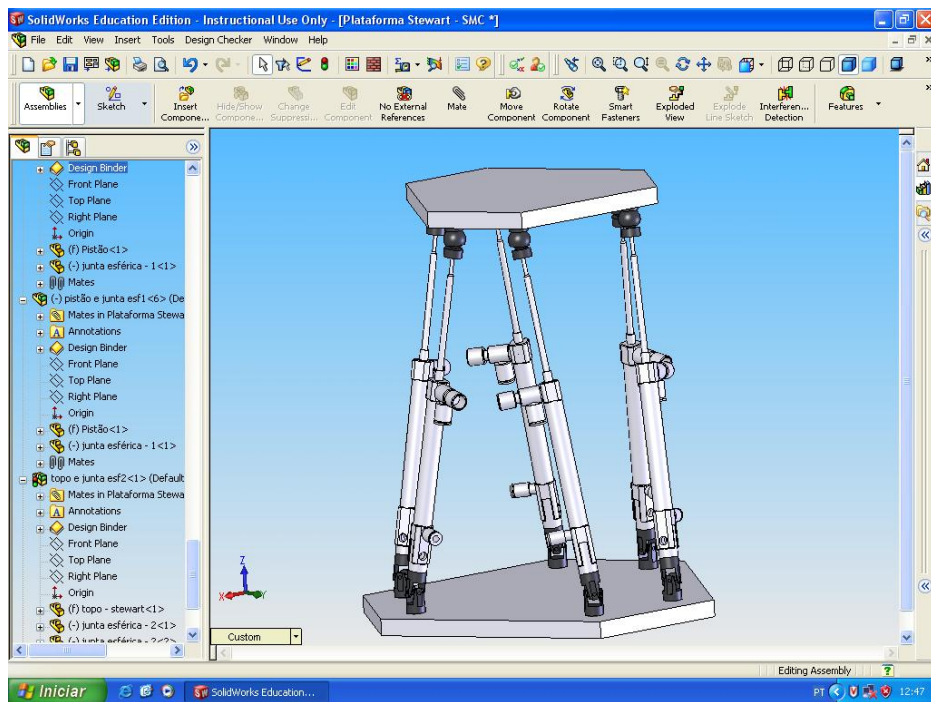 SolidWorks Education Edition - Instructional Use Only - [Plataforma Stewart - SMC *]
File Edit View Insert Tools Design Checker Window Help
Assemblies Sketch Insert Compone... Hide/Show Compone... Change Suppressi... Edit Component No External References Mate Move Component Rotate Component Smart Fasteners Exploded View Explode Line Sketch Interferen... Detection Features
Design Binder
Front Plane
Top Plane
Right Plane
Origin
(f) Pistão<1>
(-) junta esférica - 1<1>
Mates
(-) pistão e junta esf1<6> (De
Mates in Plataforma Stewa
Annotations
Design Binder
Front Plane
Top Plane
Right Plane
Origin
(f) Pistão<1>
(-) junta esférica - 1<1>
Mates
topo e junta esf2<1> (Default
Mates in Plataforma Stewa
Annotations
Design Binder
Front Plane
Top Plane
Right Plane
Origin
(f) topo - stewart<1>
(-) junta esférica - 2<1>
(-) junta esférica - 2<2>
Z
X
Y
Custom
Editing Assembly
Iniciar
SolidWorks Education...
PT
12:47